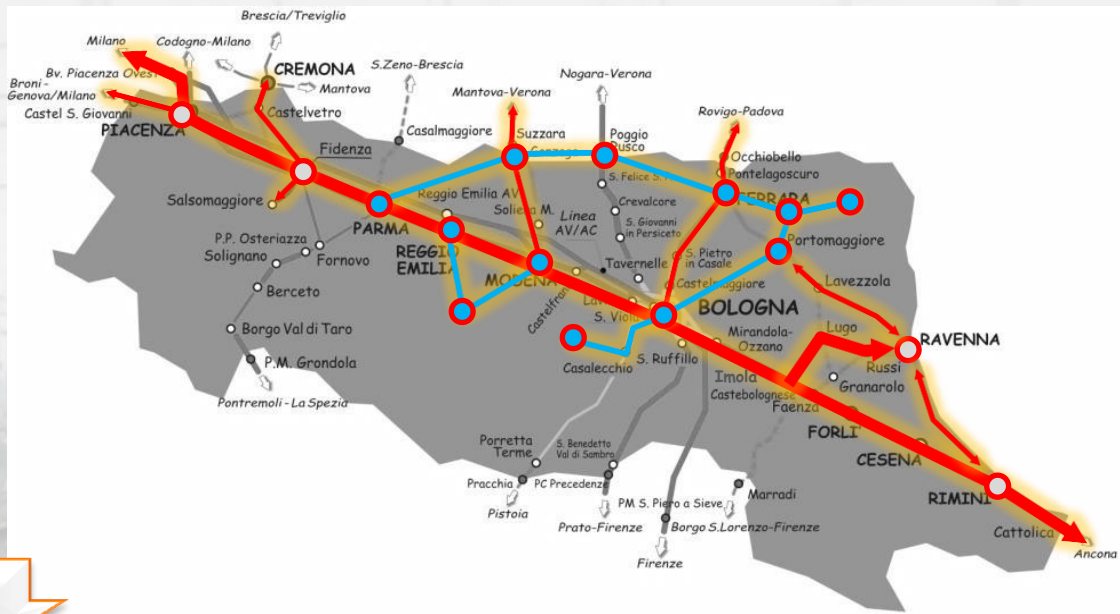 Brescia/Treviglio
Milano
Codogno-Milano
S.Zeno-Brescia
CREMONA
Nogara-Verona
Bv. Piacenza Ovest
Mantova
Broni -
Genova/Milano
Mantova-Verona
Castel S. Giovanni
Castelvetro
Rovigo-Padova
PIACENZA
Casalmaggiore
Suzzara
Poggio
Rusco
Fidenza
Occhiobello
Pontelagoscuro
S. Felice S.
Reggio Emilia AV
FERRARA
Salsomaggiore
Soliera M.
Crevalcore
PARMA
Linea
AV/AC
S. Giovanni
in Persiceto
P.P. Osteriazza
Portomaggiore
REGGIO
EMILIA
Solignano
Fornovo
S. Pietro
in Casale
MODENA
Tavernelle
Castelfran
Castelmaggiore
Lavezzola
Berceto
BOLOGNA
S. Viola
Borgo Val di Taro
Mirandola-
Ozzano
Lugo
RAVENNA
S. Ruffillo
P.M. Grondola
Casalecchio
Imola
Russi
Granarolo
Castebolognese
Faenza
Pontremoli-La Spezia
FORLI'
Porretta
Terme
S. Benedetto
Val di Sambro
CESENA
Pracchia
PC Precedenze
Marradi
RIMINI
Pistoia
PM S. Piero a Sieve
Prato-Firenze
Borgo S.Lorenzo-Firenze
Cattolica
Ancona
Firenze